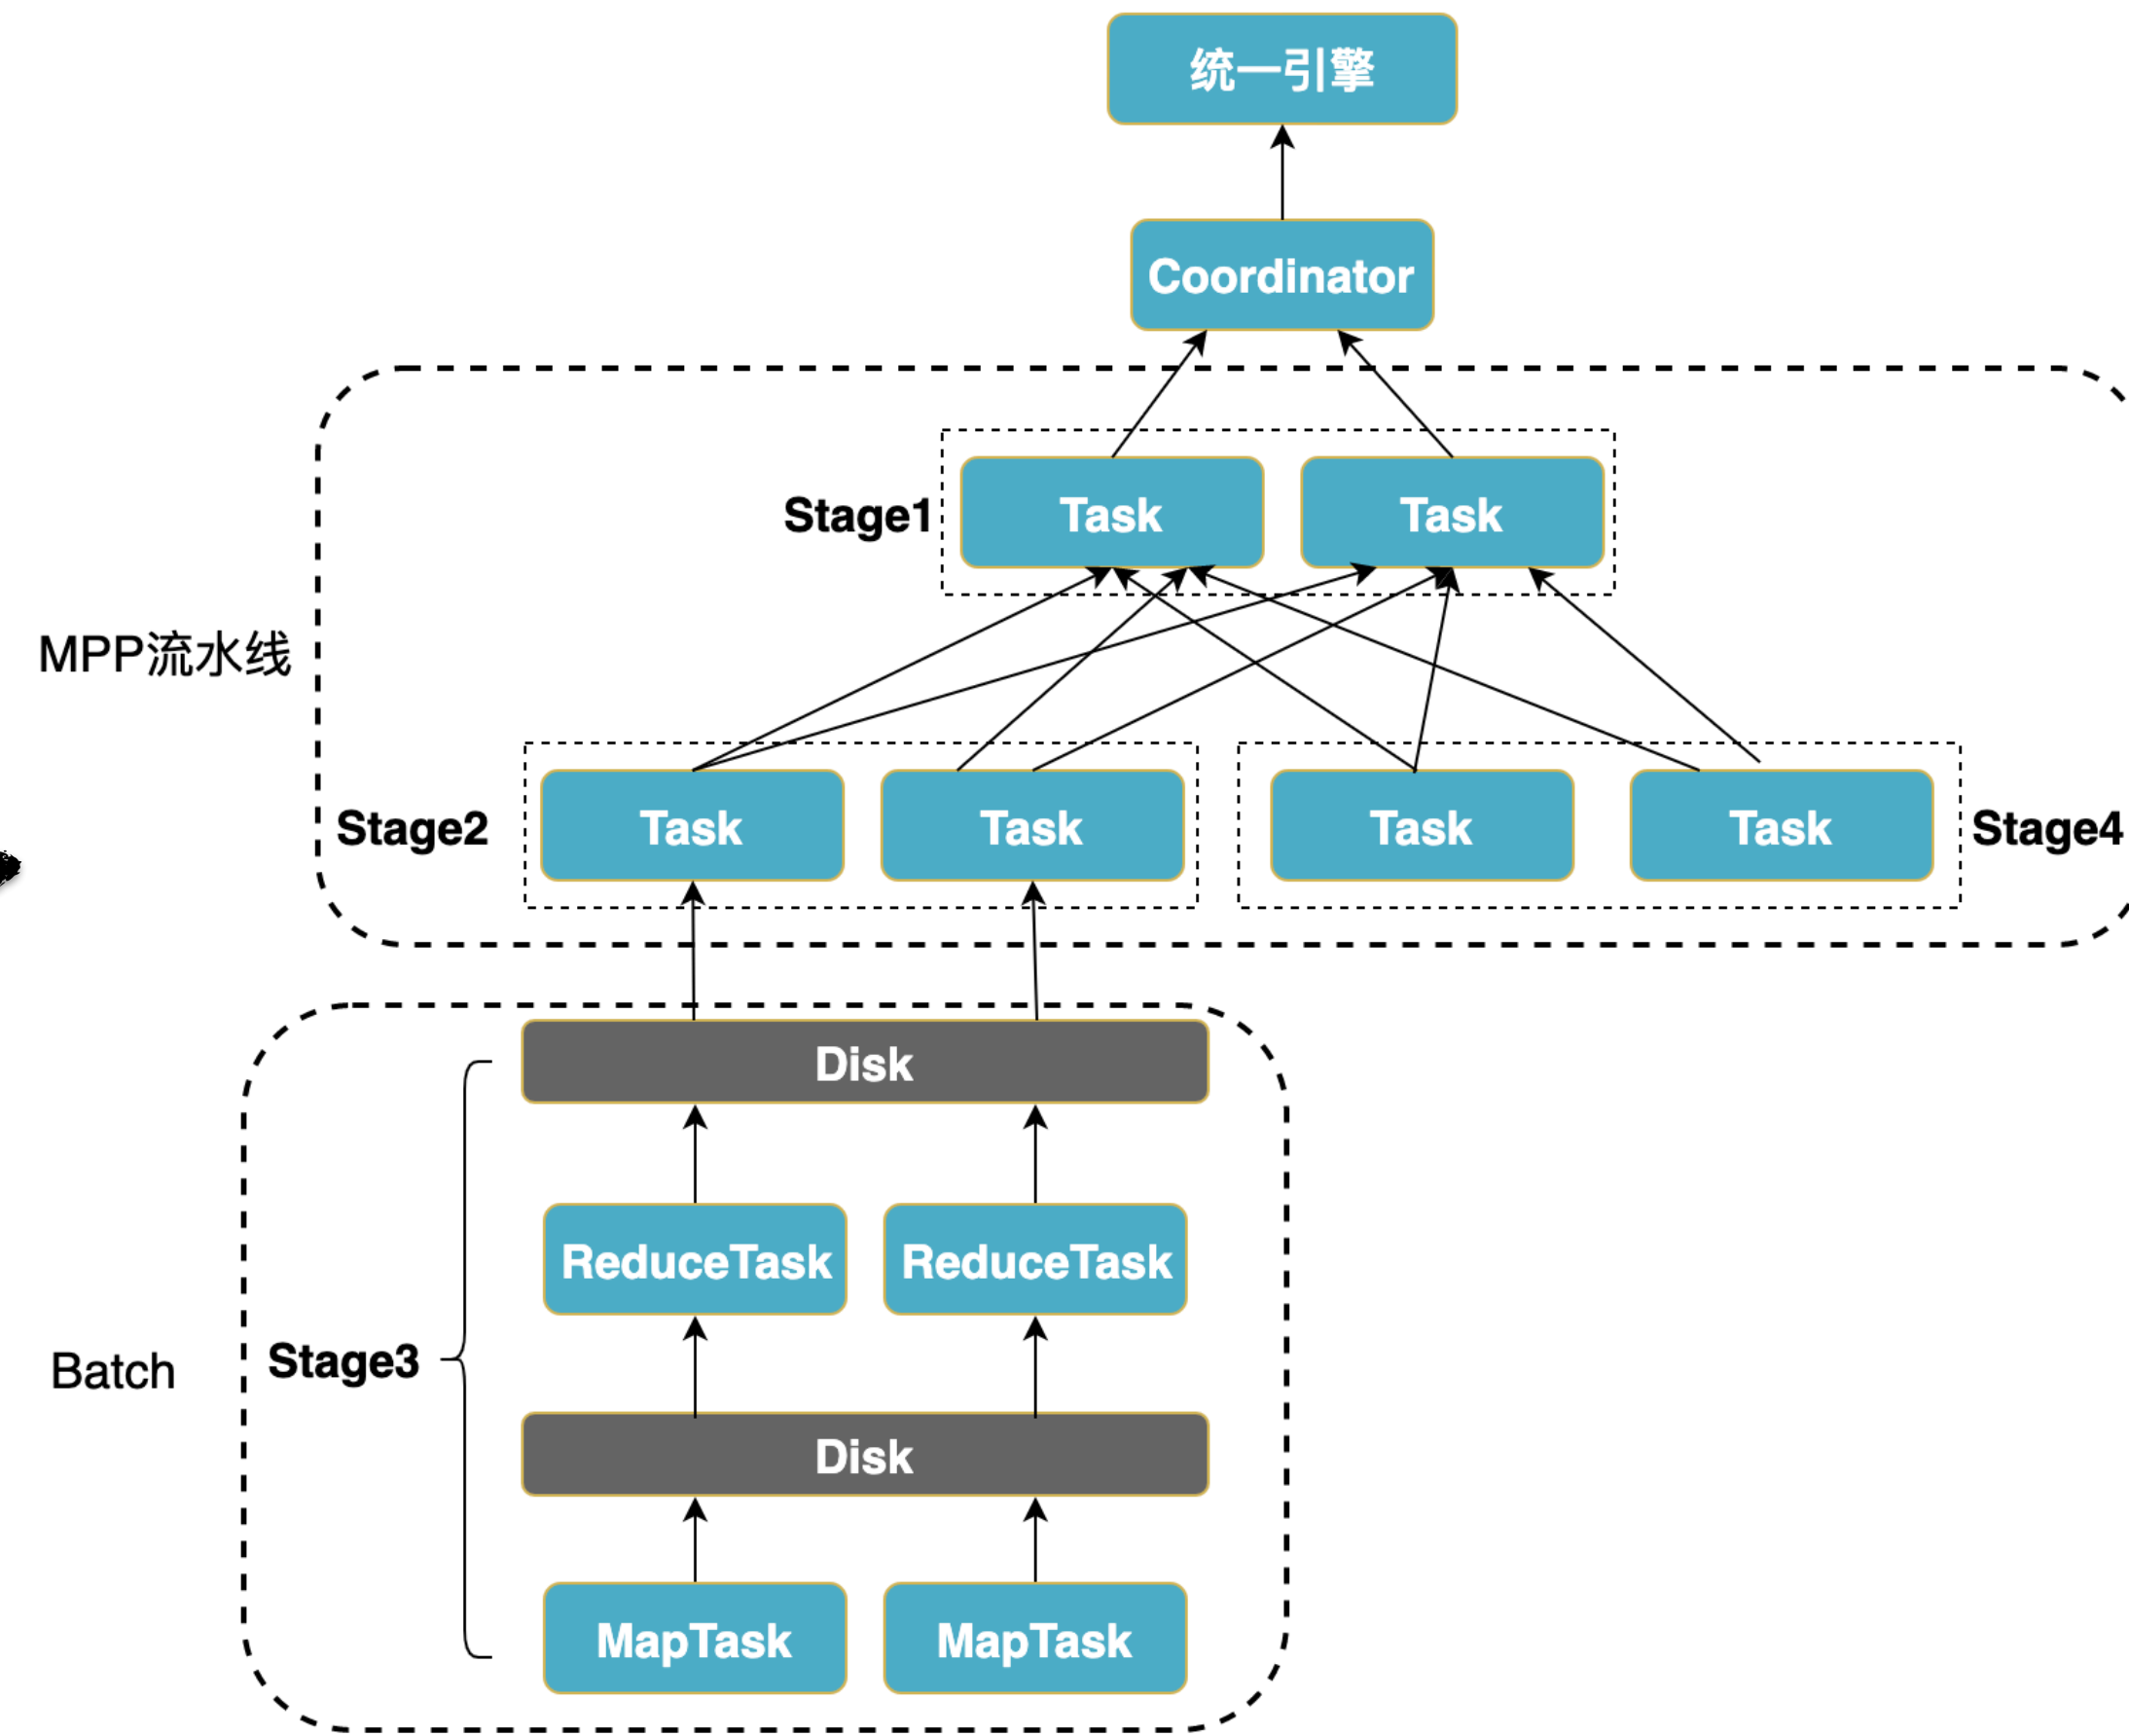 统一引擎
Coordinator
Stage1
Task
Task
MPP流水线
Stage2
Task
Task
Task
Task
Stage4
Disk
ReduceTask
ReduceTask
Batch
Stage3
Disk
MapTask
MapTask